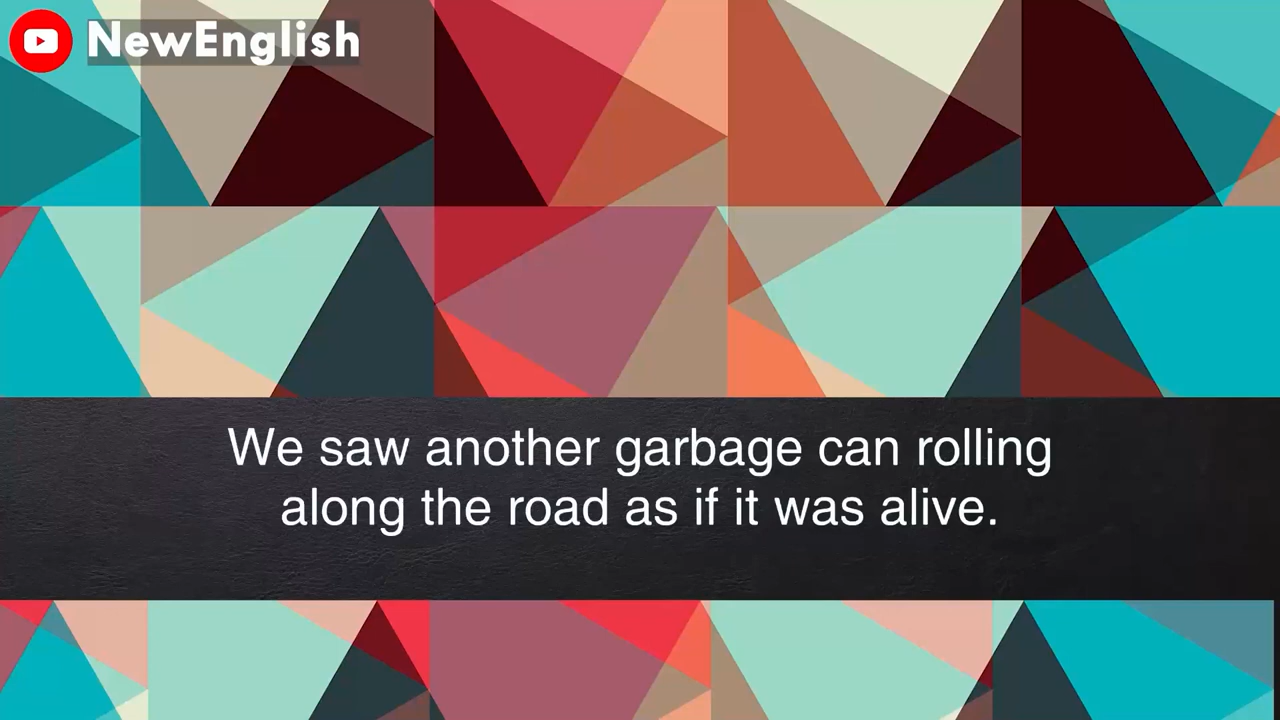 NewEnglish
We saw another garbage can rolling
along the road as if it was alive.